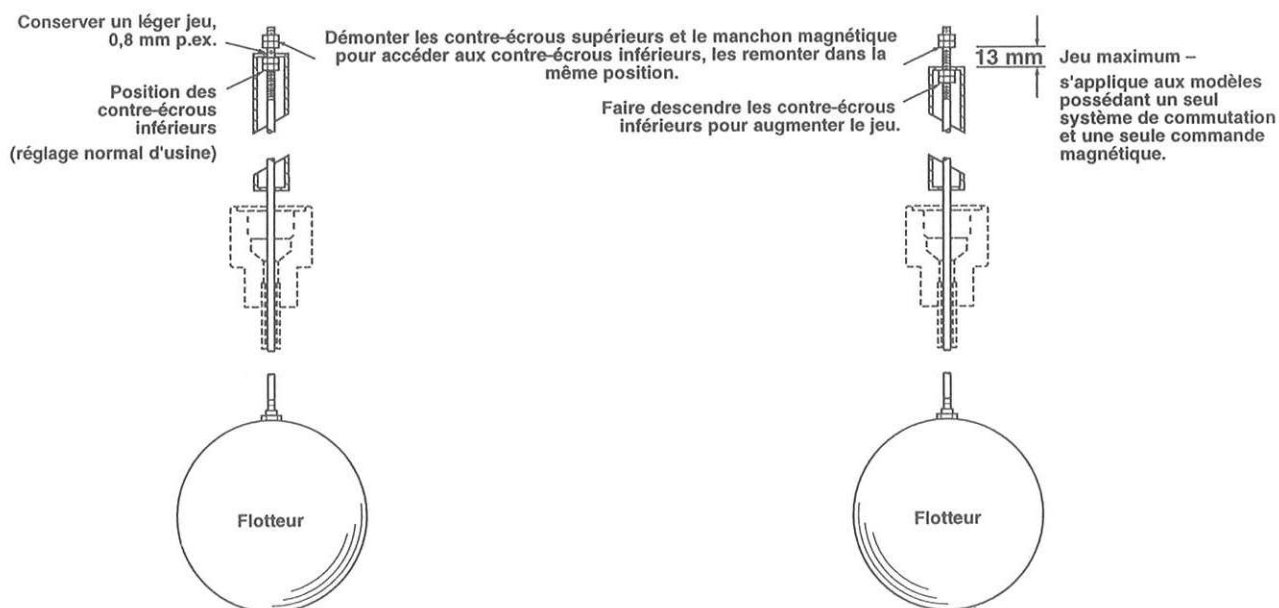 Conserver un léger jeu,
0,8 mm p.ex.
Position des
contre-écrous
inférieurs
(réglage normal d'usine)
Démonter les contre-écrous supérieurs et le manchon magnétique
pour accéder aux contre-écrous inférieurs, les remonter dans la
même position.
Faire descendre les contre-écrous
inférieurs pour augmenter le jeu.
13 mm
Jeu maximum –
s'applique aux modèles
possédant un seul
système de commutation
et une seule commande
magnétique.
Flotteur
Flotteur